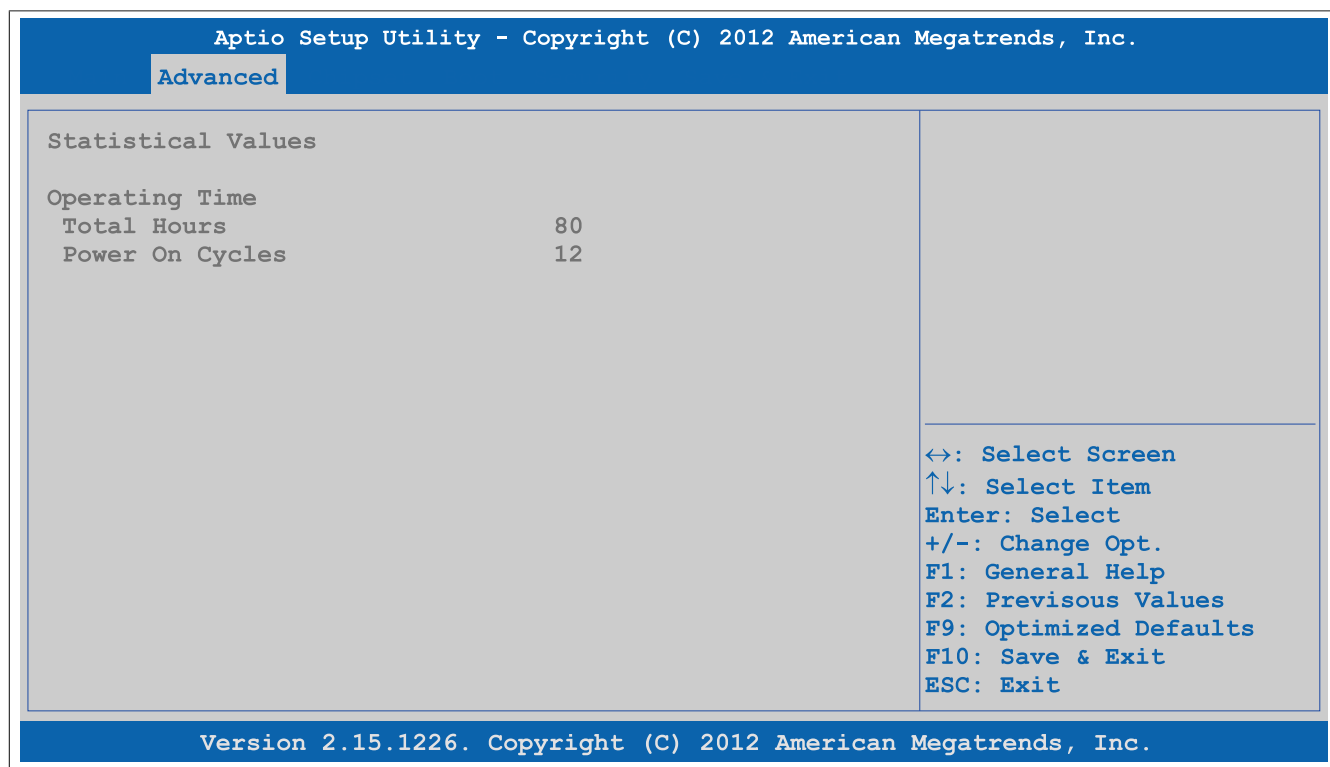 Aptio Setup Utility - Copyright (C) 2012 American Megatrends, Inc.
Advanced
Statistical Values
Operating Time
Total Hours 80
Power On Cycles 12
↔: Select Screen
↑↓: Select Item
Enter: Select
+/-: Change Opt.
F1: General Help
F2: Previsous Values
F9: Optimized Defaults
F10: Save & Exit
ESC: Exit
Version 2.15.1226. Copyright (C) 2012 American Megatrends, Inc.